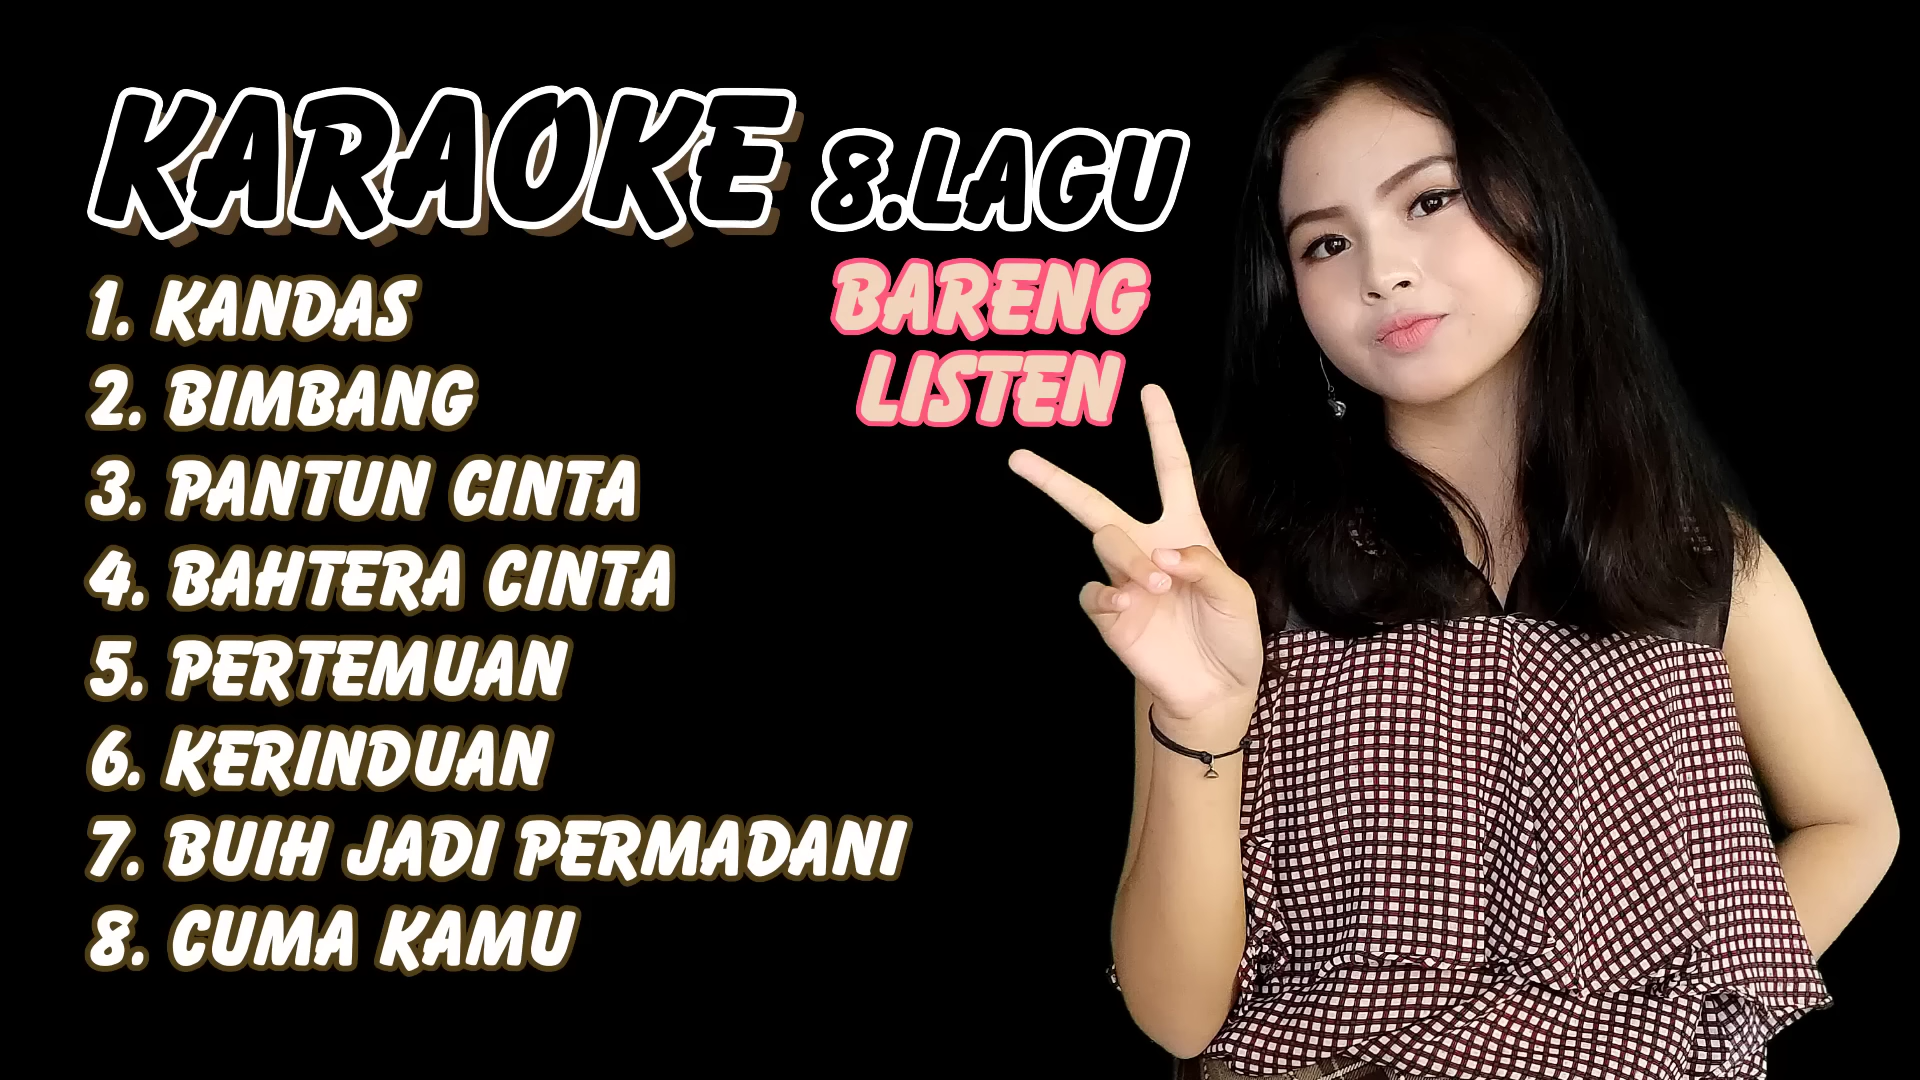 KARAOKE 8.LAGU
BARENG
LISTEN
1. KANDAS
2. BIMBANG
3. PANTUN CINTA
4. BAHTERA CINTA
5. PERTEMUAN
6. KERINDUAN
7. BUIH JADI PERMADANI
8. CUMA KAMU